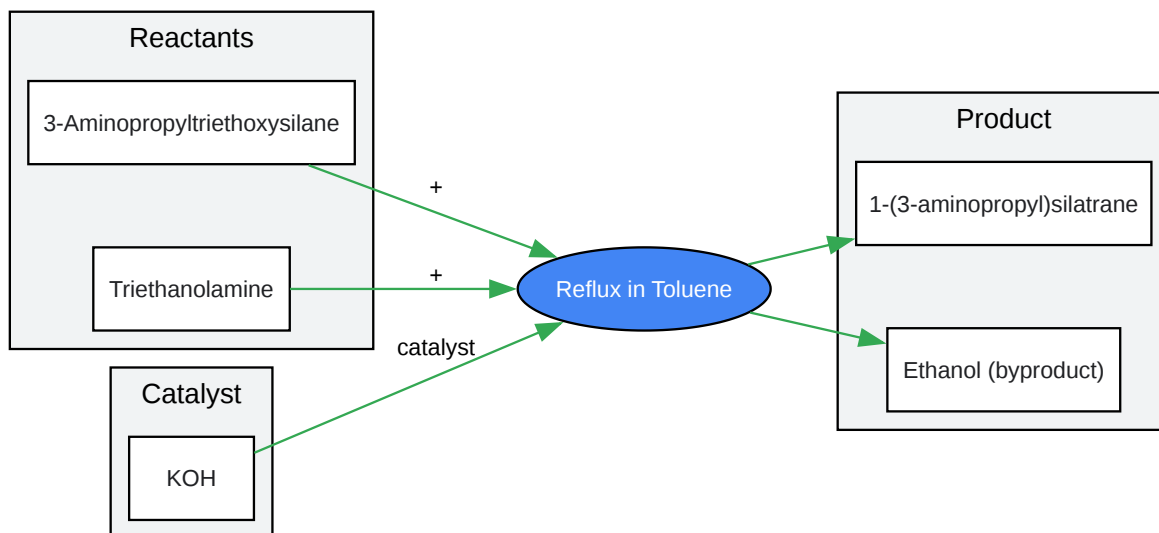 Reactants
3-Aminopropyltriethoxysilane
+
Triethanolamine
+
catalyst
Catalyst
KOH
Reflux in Toluene
Product
1-(3-aminopropyl)silatrane
Ethanol (byproduct)